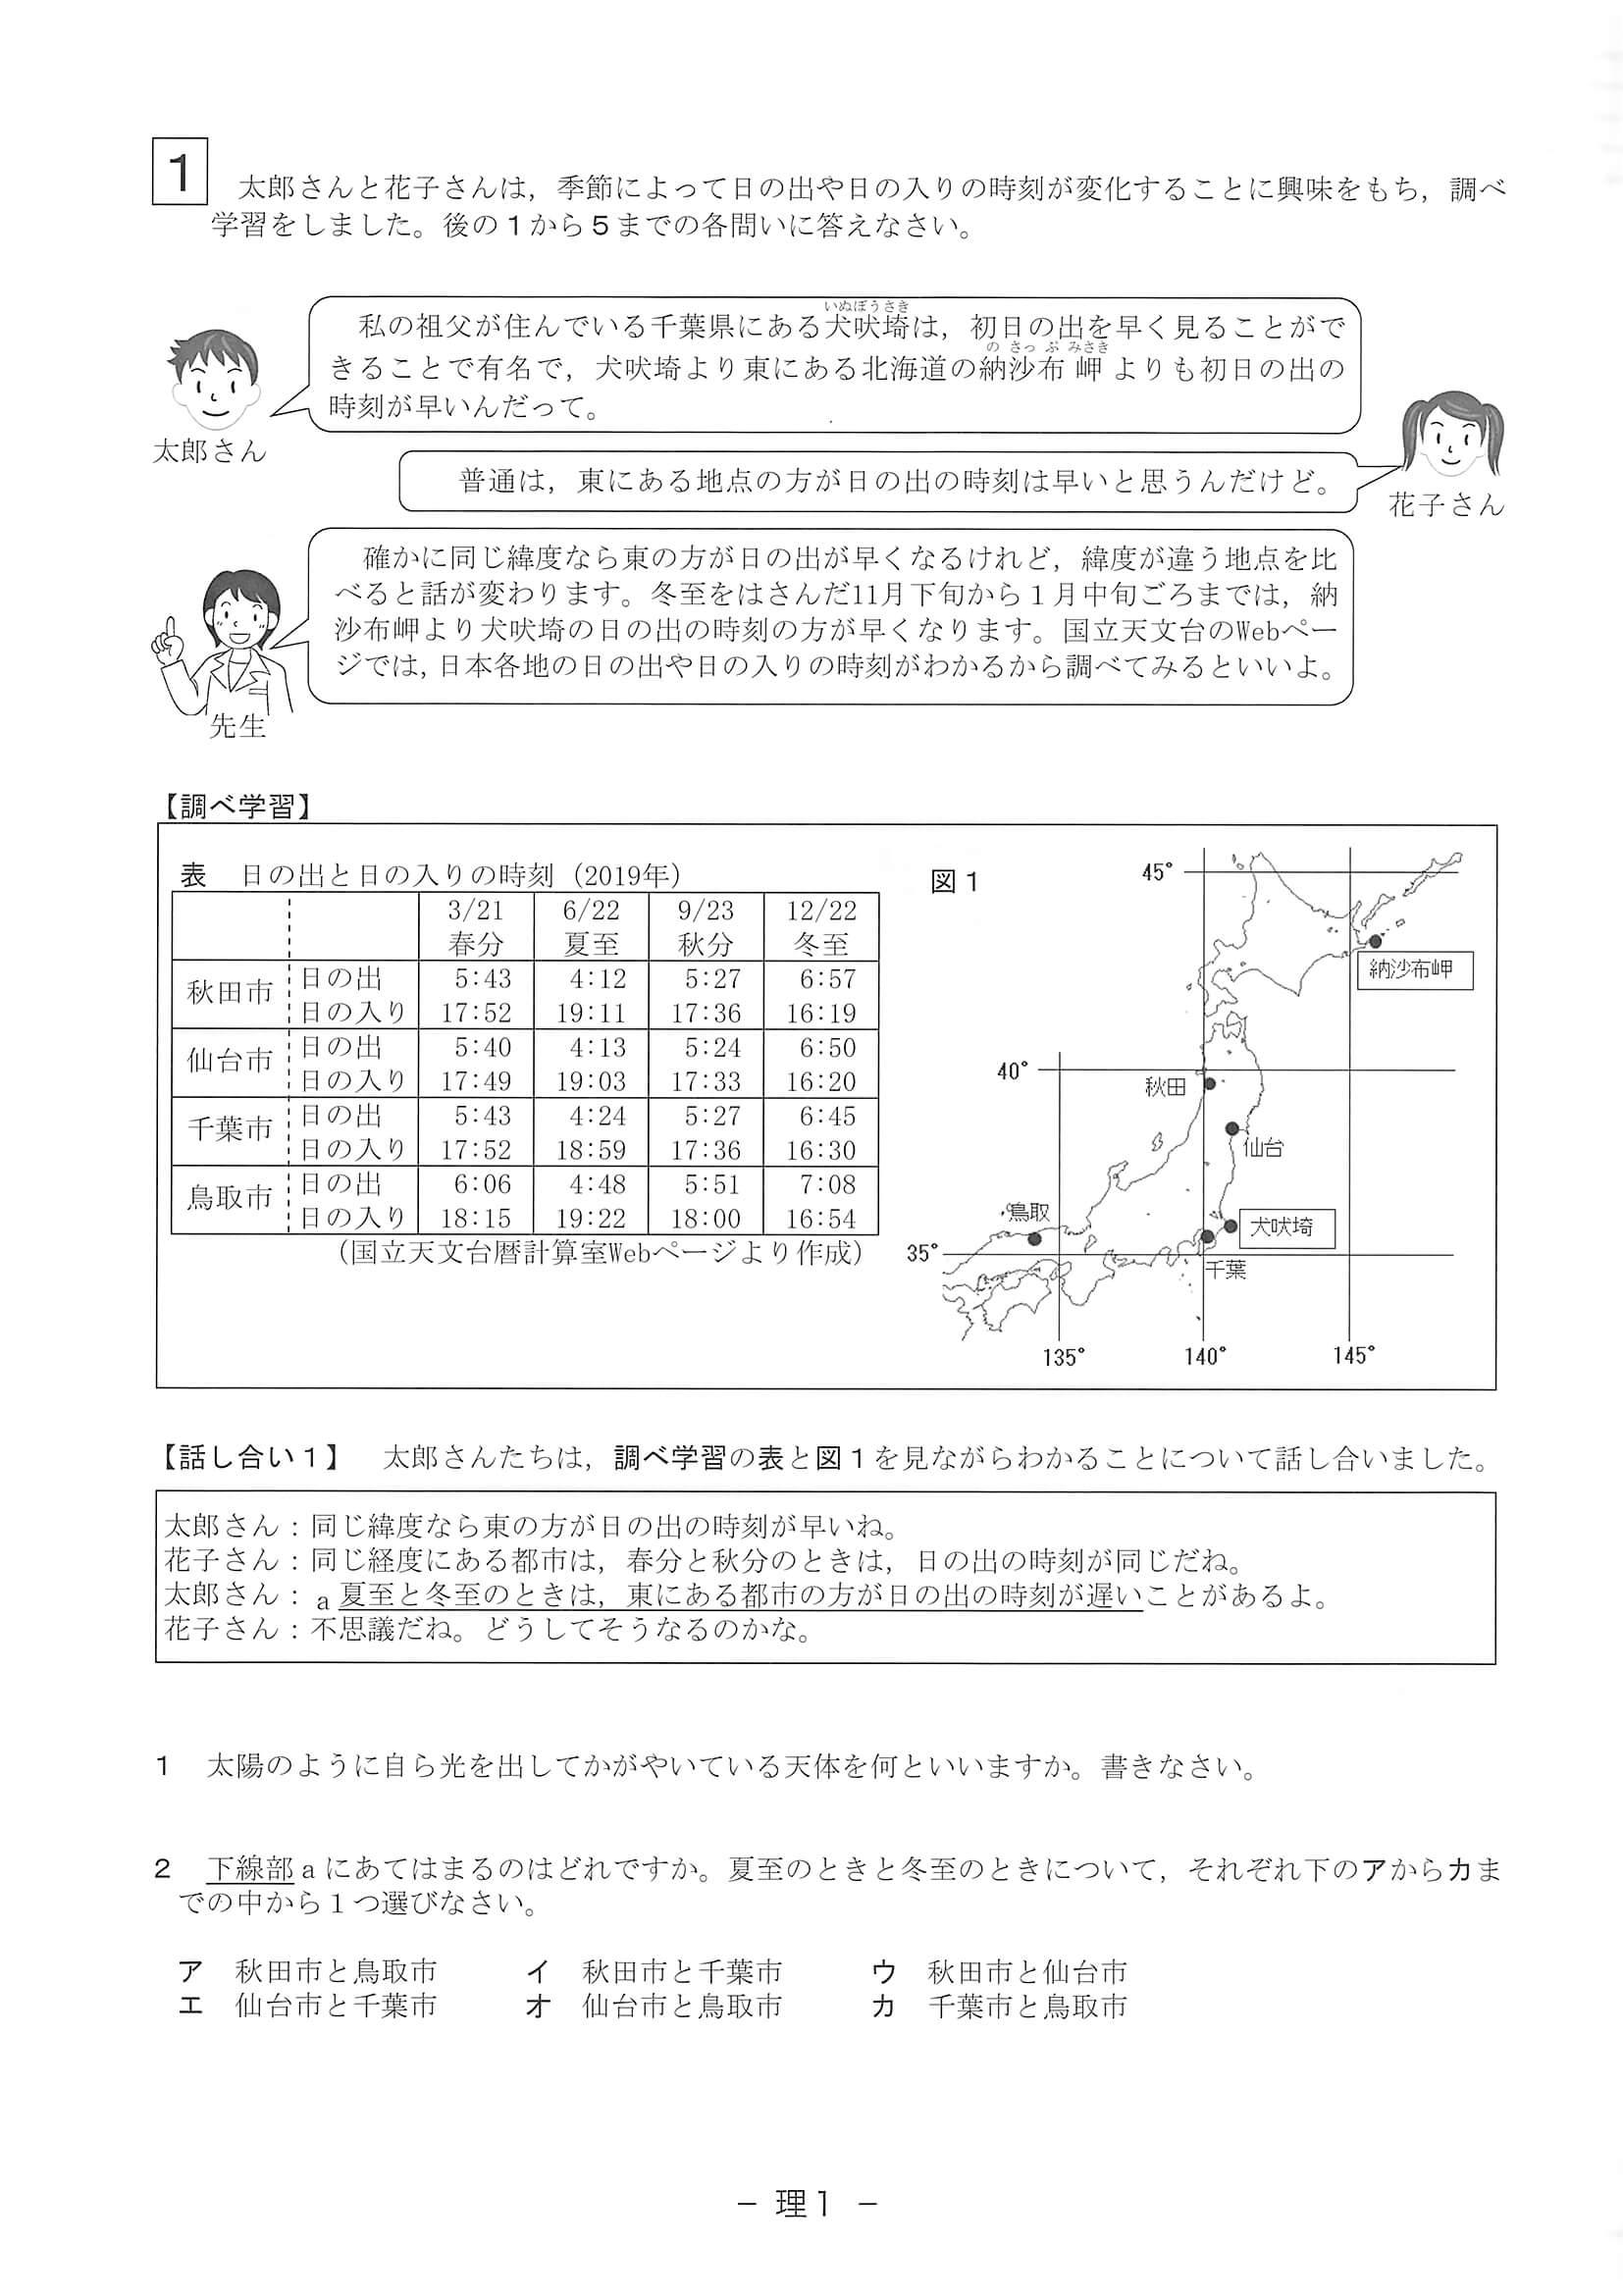 1
太郎さんと花子さんは，季節によって日の出や日の入りの時刻が変化することに興味をもち，調べ
学習をしました。後の１から５までの各問いに答えなさい。
いぬぼうさき
私の祖父が住んでいる千葉県にある犬吠埼は，初日の出を早く見ることがで
の さっ ぷ みさき
きることで有名で，犬吠埼より東にある北海道の納沙布岬よりも初日の出の
時刻が早いんだって。
太郎さん
普通は，東にある地点の方が日の出の時刻は早いと思うんだけど。
花子さん
確かに同じ緯度なら東の方が日の出が早くなるけれど，緯度が違う地点を比
べると話が変わります。冬至をはさんだ11月下旬から１月中旬ごろまでは，納
沙布岬より犬吠埼の日の出の時刻の方が早くなります。国立天文台のWebペー
ジでは，日本各地の日の出や日の入りの時刻がわかるから調べてみるといいよ。
先生
【調べ学習】
表　日の出と日の入りの時刻（2019年）
3/21 6/22 9/23 12/22
春分 夏至 秋分 冬至
秋田市 日の出 5:43 4:12 5:27 6:57
日の入り 17:52 19:11 17:36 16:19
仙台市 日の出 5:40 4:13 5:24 6:50
日の入り 17:49 19:03 17:33 16:20
千葉市 日の出 5:43 4:24 5:27 6:45
日の入り 17:52 18:59 17:36 16:30
鳥取市 日の出 6:06 4:48 5:51 7:08
日の入り 18:15 19:22 18:00 16:54
（国立天文台暦計算室Webページより作成）
図１
45°
納沙布岬
40°
秋田
仙台
鳥取
犬吠埼
35°
千葉
135° 140° 145°
【話し合い１】　太郎さんたちは，調べ学習の表と図１を見ながらわかることについて話し合いました。
太郎さん：同じ緯度なら東の方が日の出の時刻が早いね。
花子さん：同じ経度にある都市は，春分と秋分のときは，日の出の時刻が同じだね。
太郎さん：a夏至と冬至のときは，東にある都市の方が日の出の時刻が遅いことがあるよ。
花子さん：不思議だね。どうしてそうなるのかな。
１　太陽のように自ら光を出してかがやいている天体を何といいますか。書きなさい。
２　下線部ａにあてはまるのはどれですか。夏至のときと冬至のときについて，それぞれ下のアからカま
での中から１つ選びなさい。
ア　秋田市と鳥取市　イ　秋田市と千葉市　ウ　秋田市と仙台市
エ　仙台市と千葉市　オ　仙台市と鳥取市　カ　千葉市と鳥取市
－ 理１ －